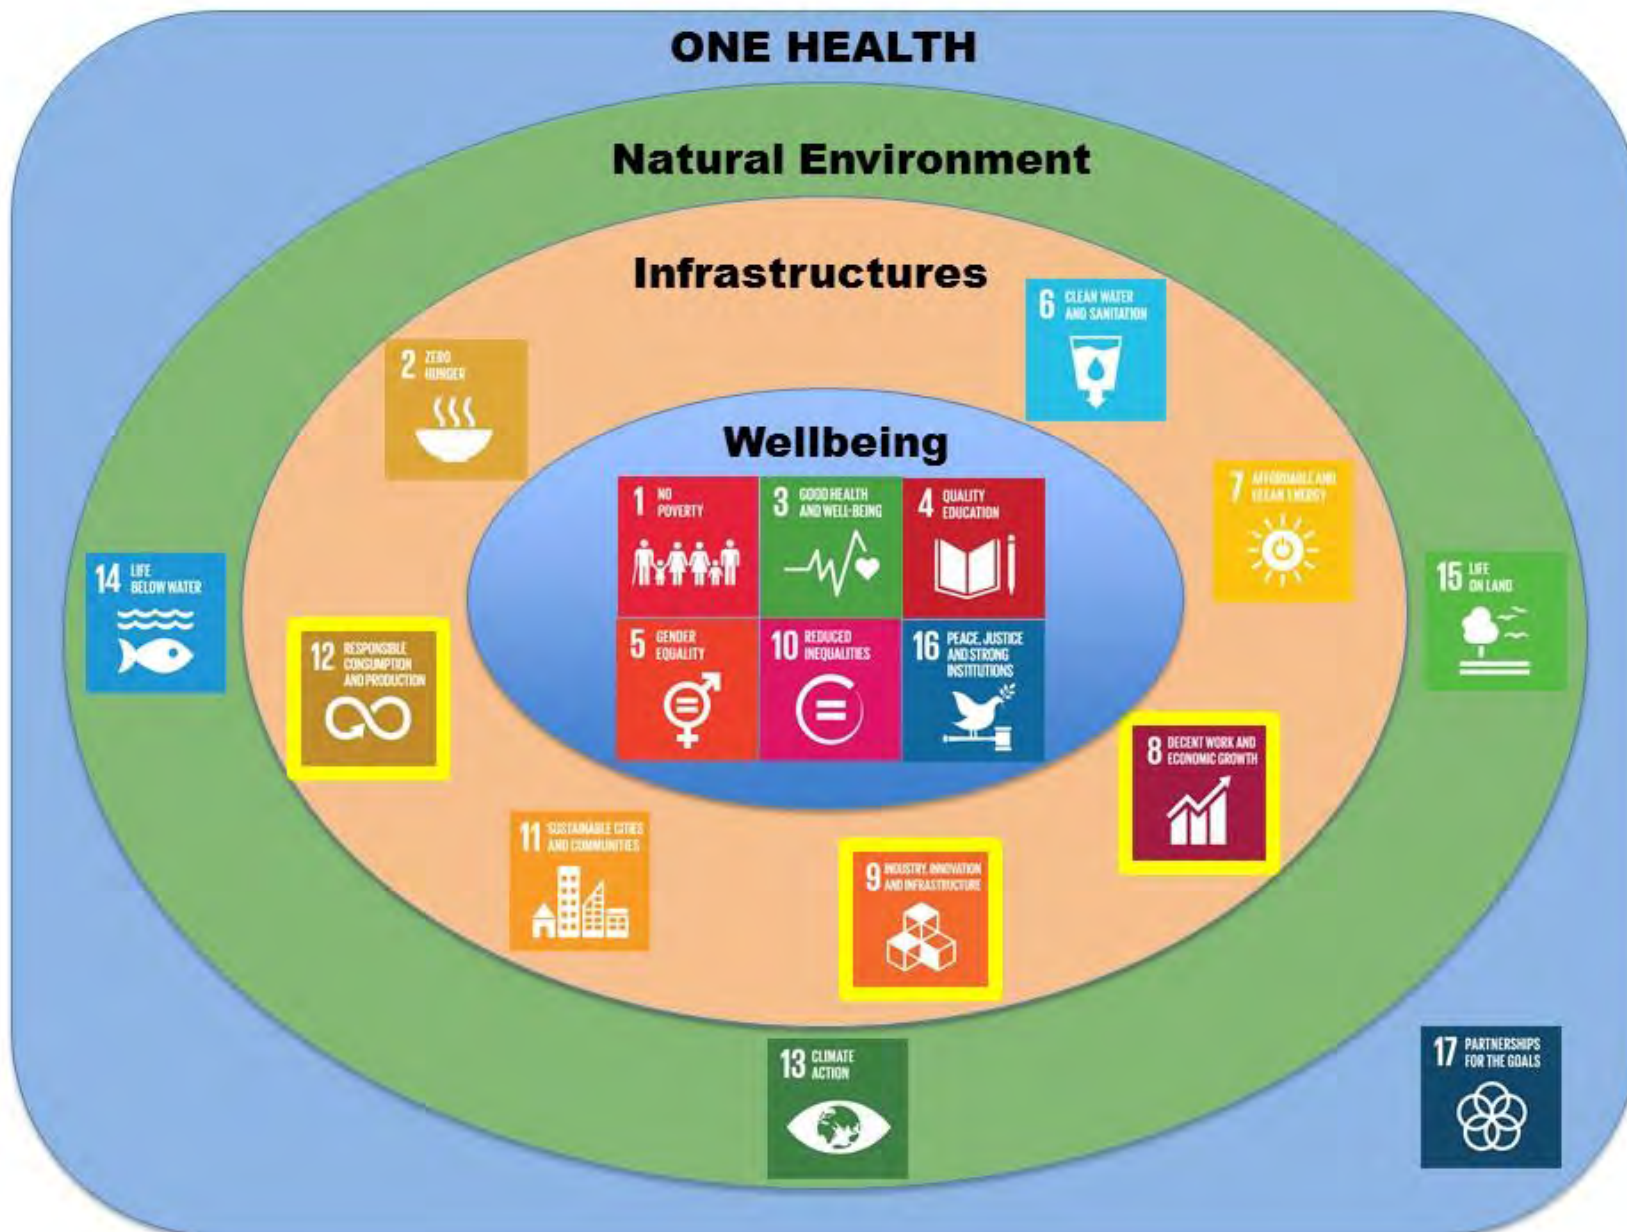 ONE HEALTH
Natural Environment
Infrastructures
6 CLEAN WATER
AND SANITATION
2 ZERO
HUNGER
Wellbeing
7 AFFORDABLE AND
CLEAN ENERGY
1 NO
POVERTY
3 GOOD HEALTH
AND WELL-BEING
4 QUALITY
EDUCATION
14 LIFE
BELOW WATER
15 LIFE
ON LAND
12 RESPONSIBLE
CONSUMPTION
AND PRODUCTION
5 GENDER
EQUALITY
10 REDUCED
INEQUALITIES
16 PEACE, JUSTICE
AND STRONG
INSTITUTIONS
8 DECENT WORK AND
ECONOMIC GROWTH
11 SUSTAINABLE CITIES
AND COMMUNITIES
9 INDUSTRY, INNOVATION
AND INFRASTRUCTURE
13 CLIMATE
ACTION
17 PARTNERSHIPS
FOR THE GOALS